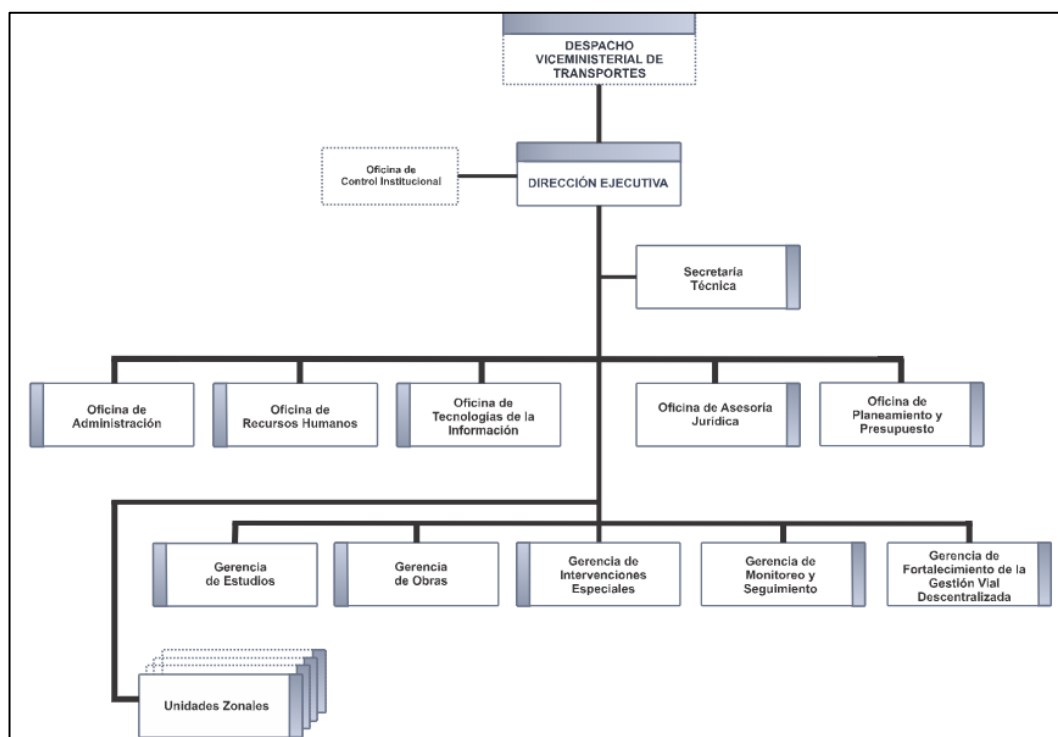 DESPACHO
VICEMINISTERIAL DE
TRANSPORTES
Oficina de
Control Institucional
DIRECCIÓN EJECUTIVA
Secretaría
Técnica
Oficina de
Administración
Oficina de
Recursos Humanos
Oficina de
Tecnologías de la
Información
Oficina de Asesoría
Jurídica
Oficina de
Planeamiento y
Presupuesto
Gerencia
de Estudios
Gerencia
de Obras
Gerencia de
Intervenciones
Especiales
Gerencia de
Monitoreo y
Seguimiento
Gerencia de
Fortalecimiento de la
Gestión Vial
Descentralizada
Unidades Zonales